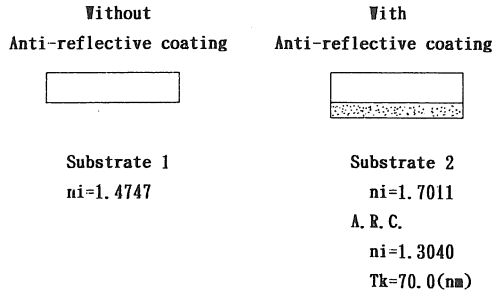 Without
Anti-reflective coating
Substrate 1
ni=1.4747
With
Anti-reflective coating
Substrate 2
ni=1.7011
A.R.C.
ni=1.3040
Tk=70.0(nm)